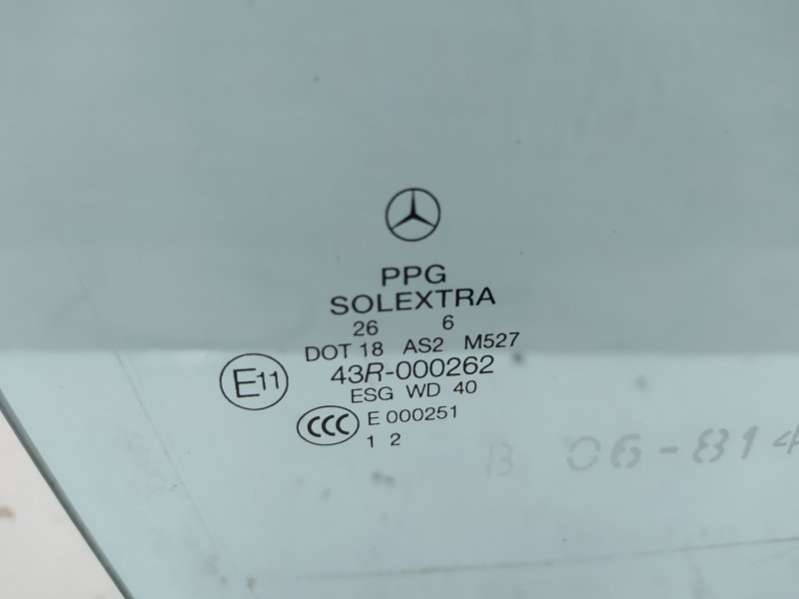 PPG
SOLEXTRA
26 6
DOT 18 AS2 M527
E11 43R-000262
ESG WD 40
CCC E 000251
1 2
B 06-814